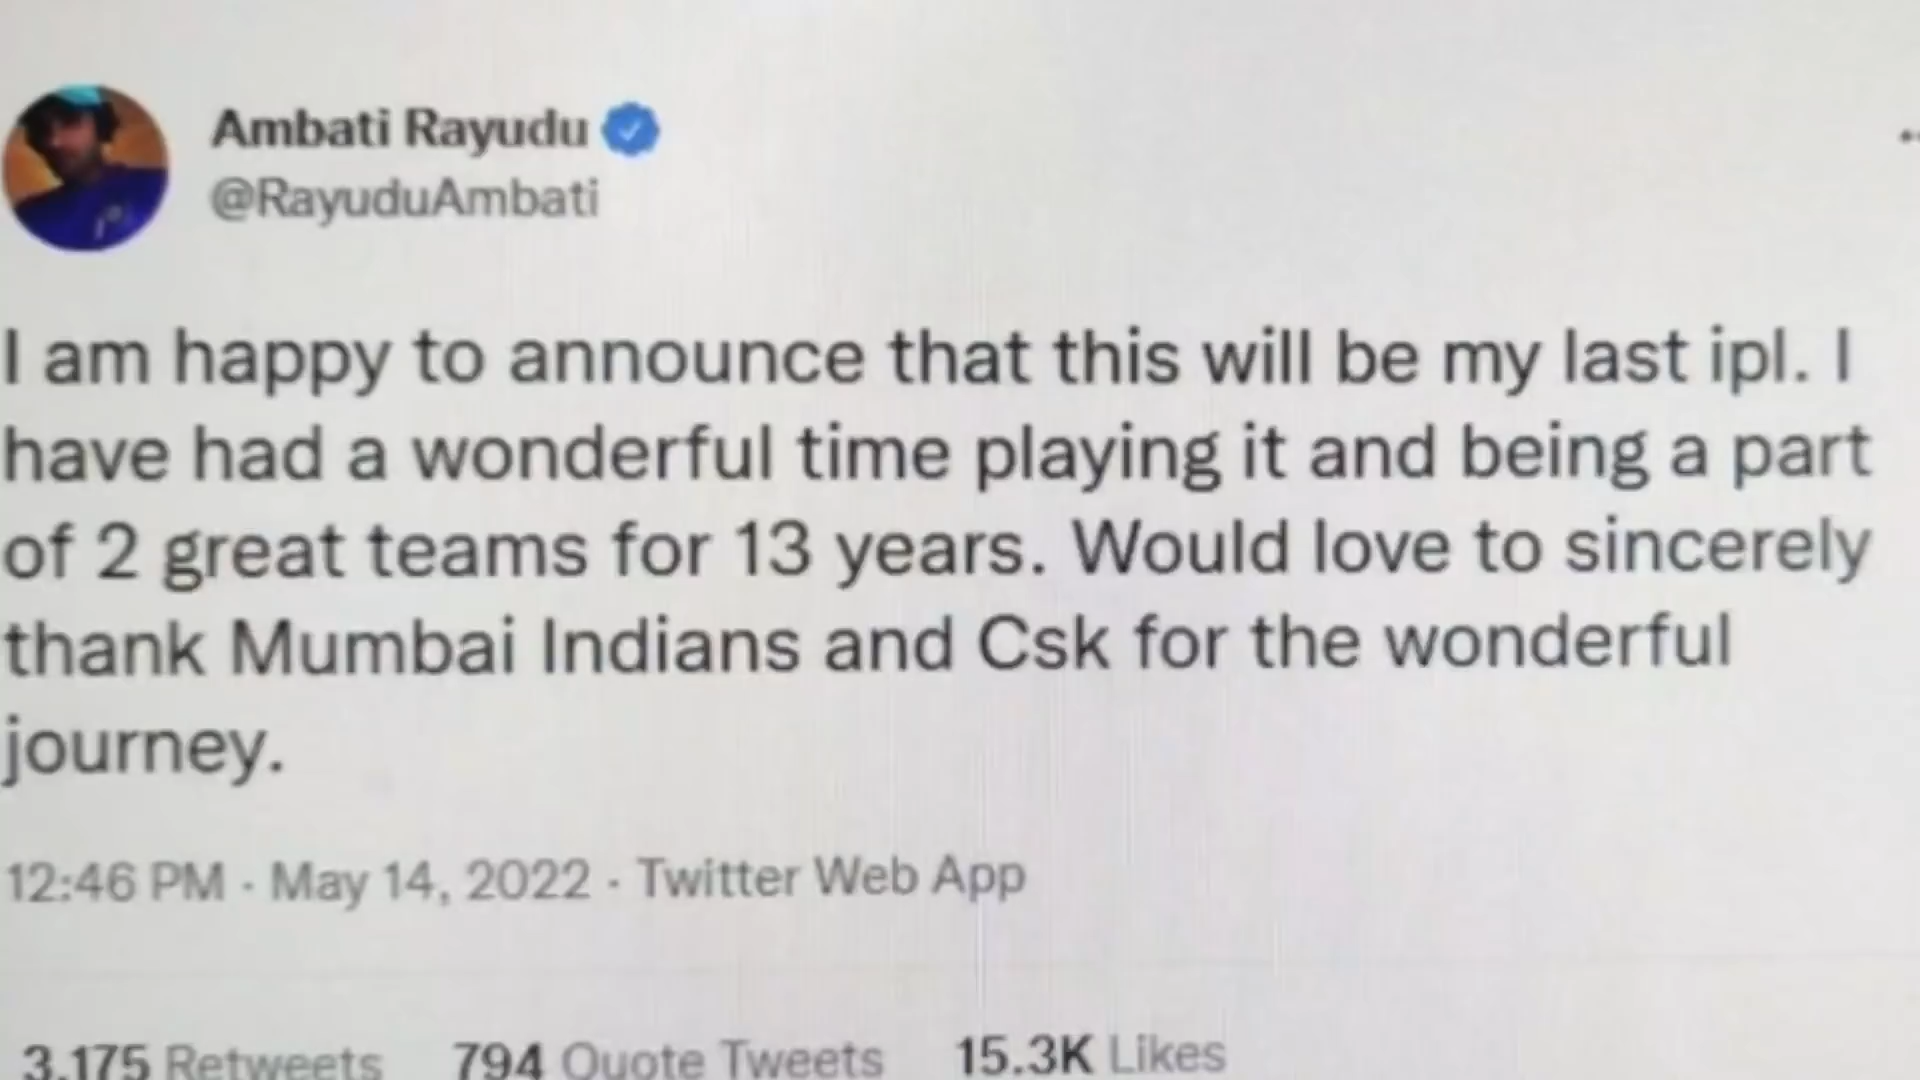 Ambati Rayudu
@RayuduAmbati
I am happy to announce that this will be my last ipl. I
have had a wonderful time playing it and being a part
of 2 great teams for 13 years. Would love to sincerely
thank Mumbai Indians and Csk for the wonderful
journey.
12:46 PM · May 14, 2022 · Twitter Web App
3,175 Retweets 794 Quote Tweets 15.3K Likes